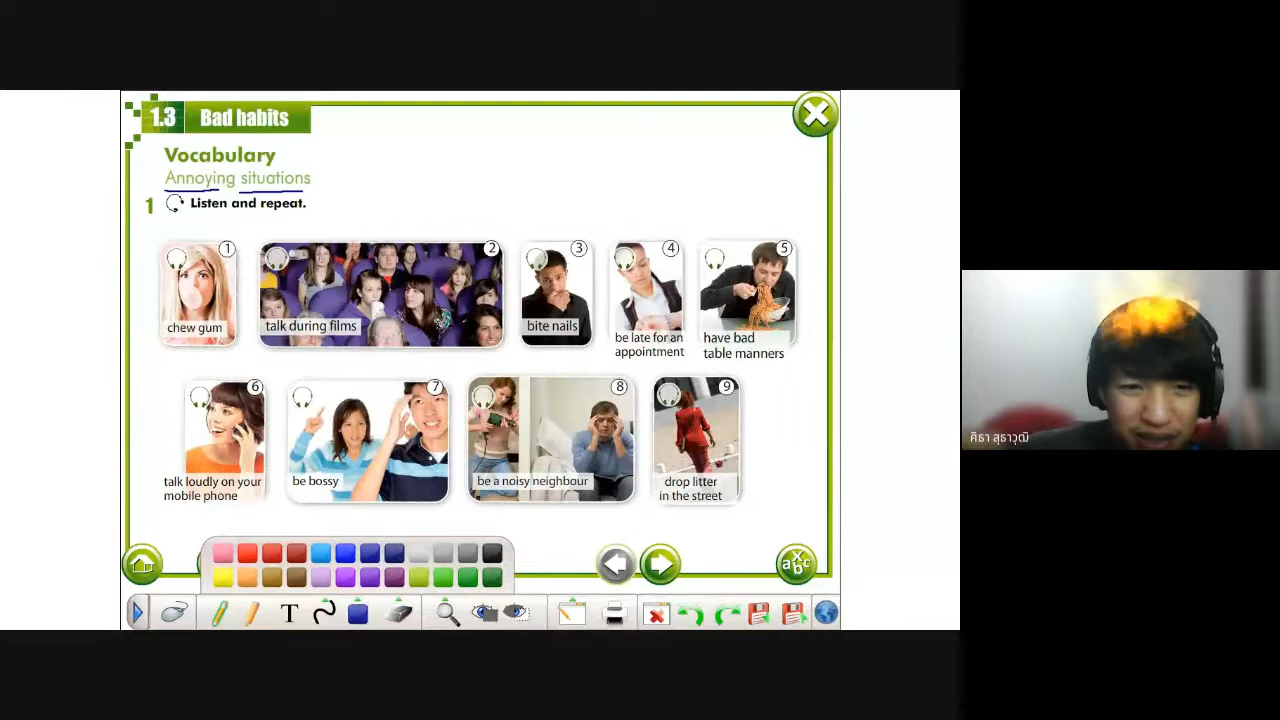 1.3 Bad habits
Vocabulary
Annoying situations
1 Listen and repeat.
1
chew gum
2
talk during films
3
bite nails
4
be late for an
appointment
5
have bad
table manners
6
talk loudly on your
mobile phone
7
be bossy
8
be a noisy neighbour
9
drop litter
in the street
a x b c
T
ศิธา สุธาวุฒิ